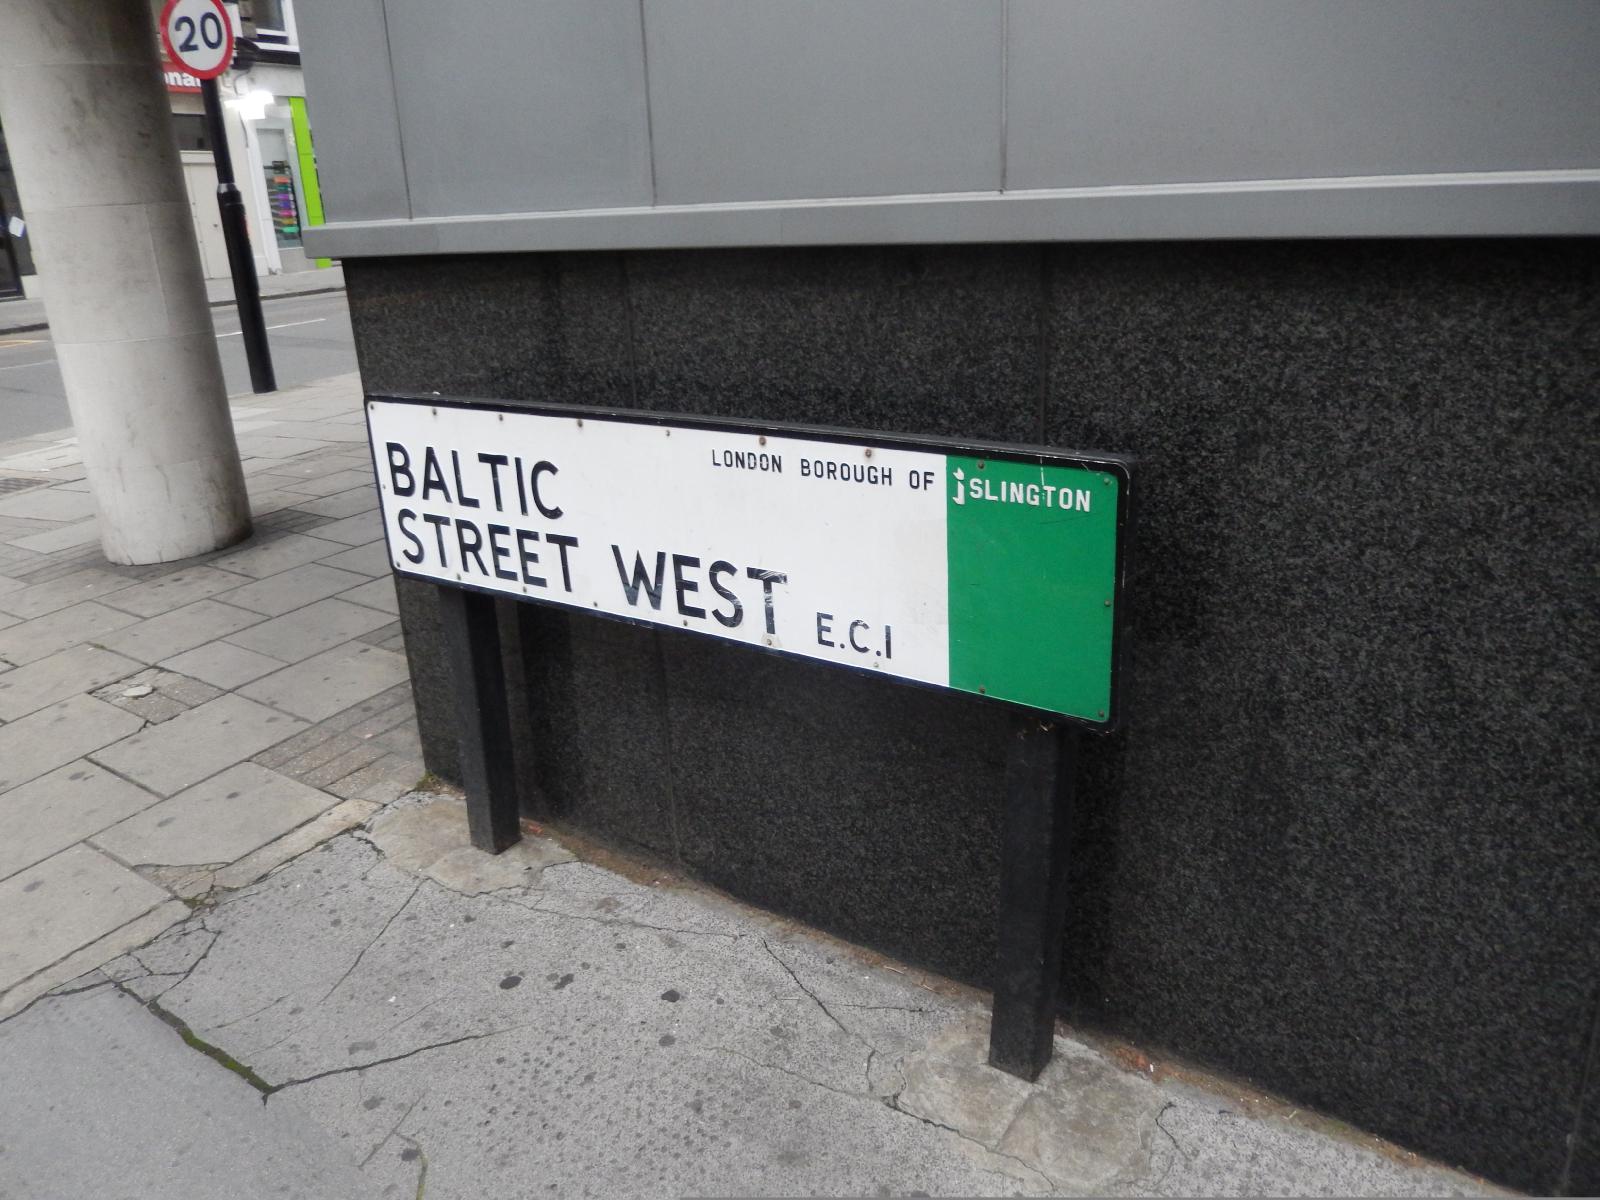 20
BALTIC
STREET WEST E.C.1
LONDON BOROUGH OF ISLINGTON